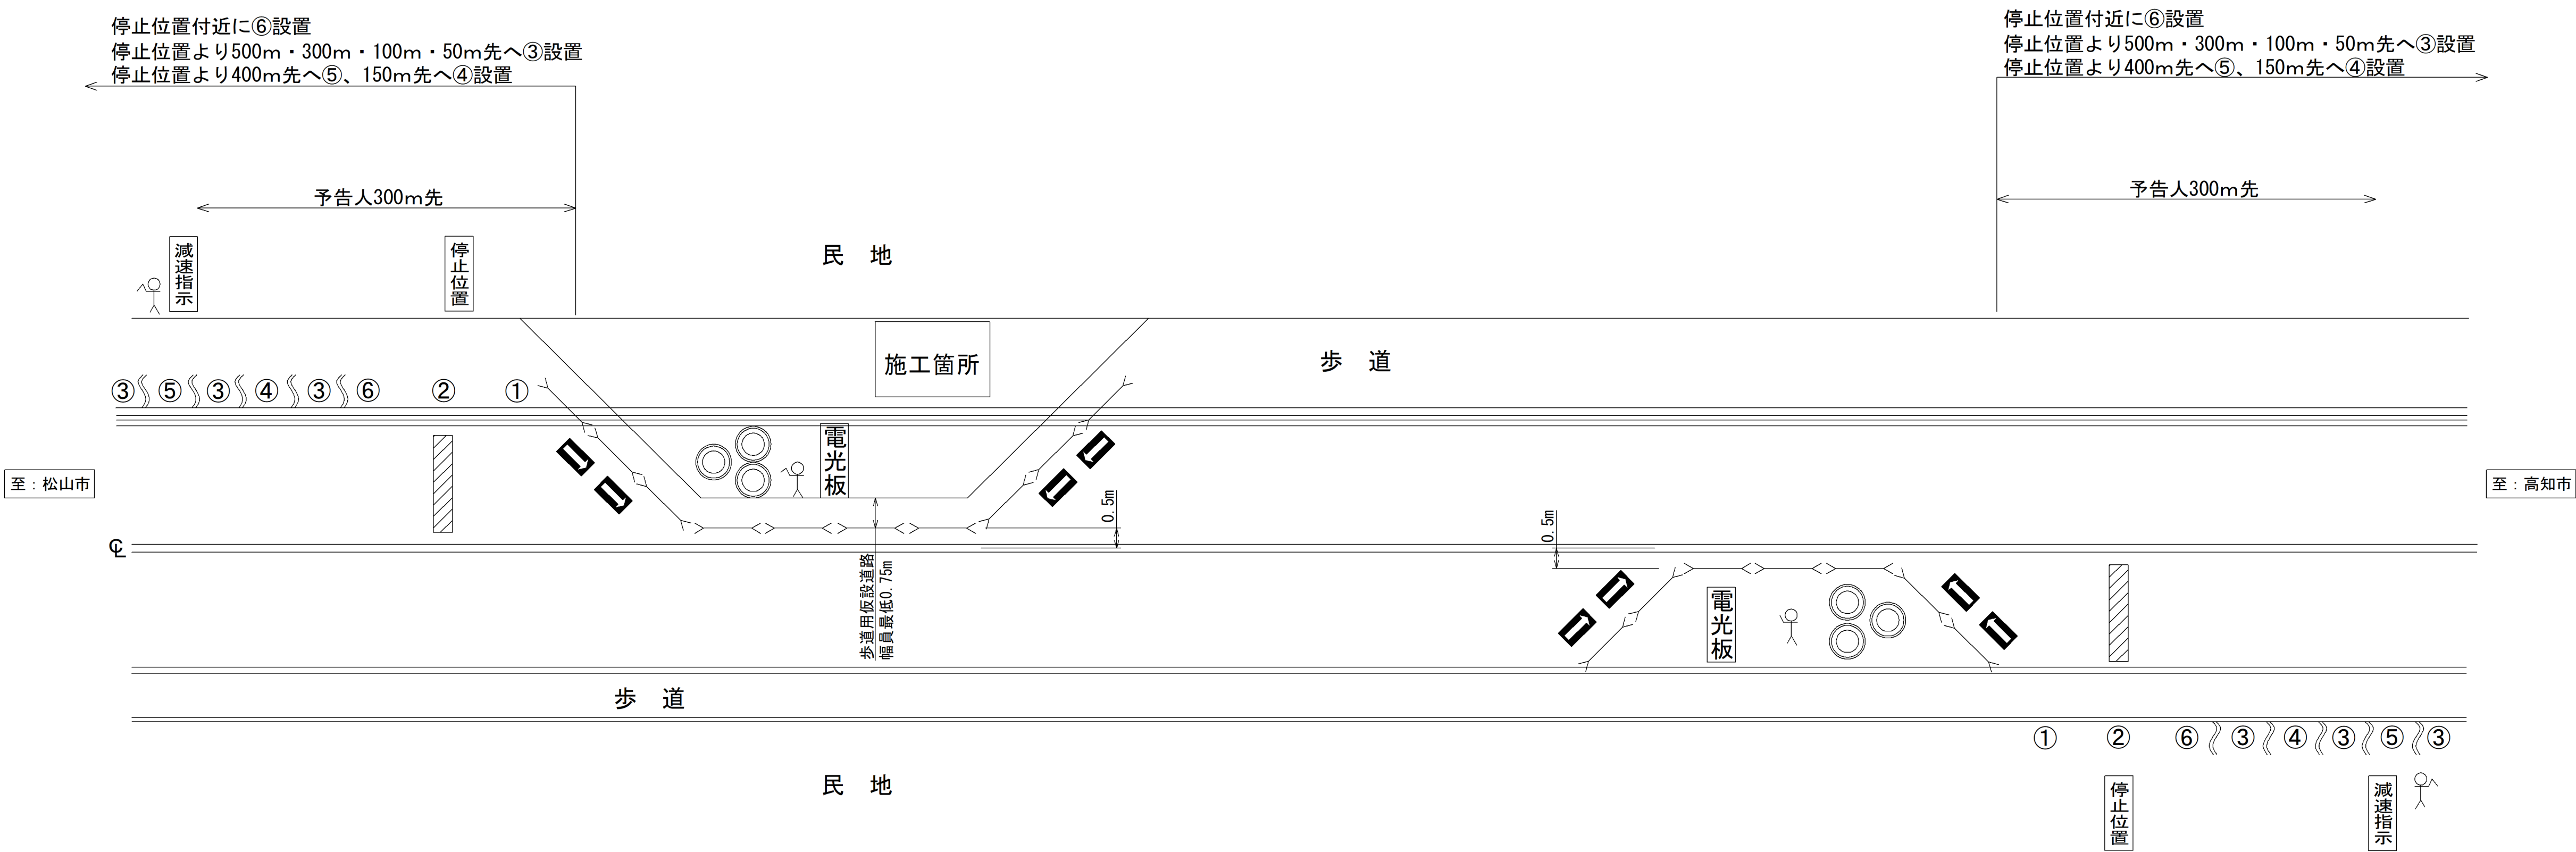 停止位置付近に⑥設置
停止位置より500m・300m・100m・50m先へ③設置
停止位置より400m先へ⑤、150m先へ④設置
停止位置付近に⑥設置
停止位置より500m・300m・100m・50m先へ③設置
停止位置より400m先へ⑤、150m先へ④設置
予告人300m先
予告人300m先
減速指示
停止位置
民 地
施工箇所
歩 道
③ ⑤ ③ ④ ③ ⑥ ② ①
電光板
至：松山市
至：高知市
0.5m
0.5m
℄
歩道用仮設道路
幅員最低0.75m
電光板
歩 道
① ② ⑥ ③ ④ ③ ⑤ ③
民 地
停止位置
減速指示